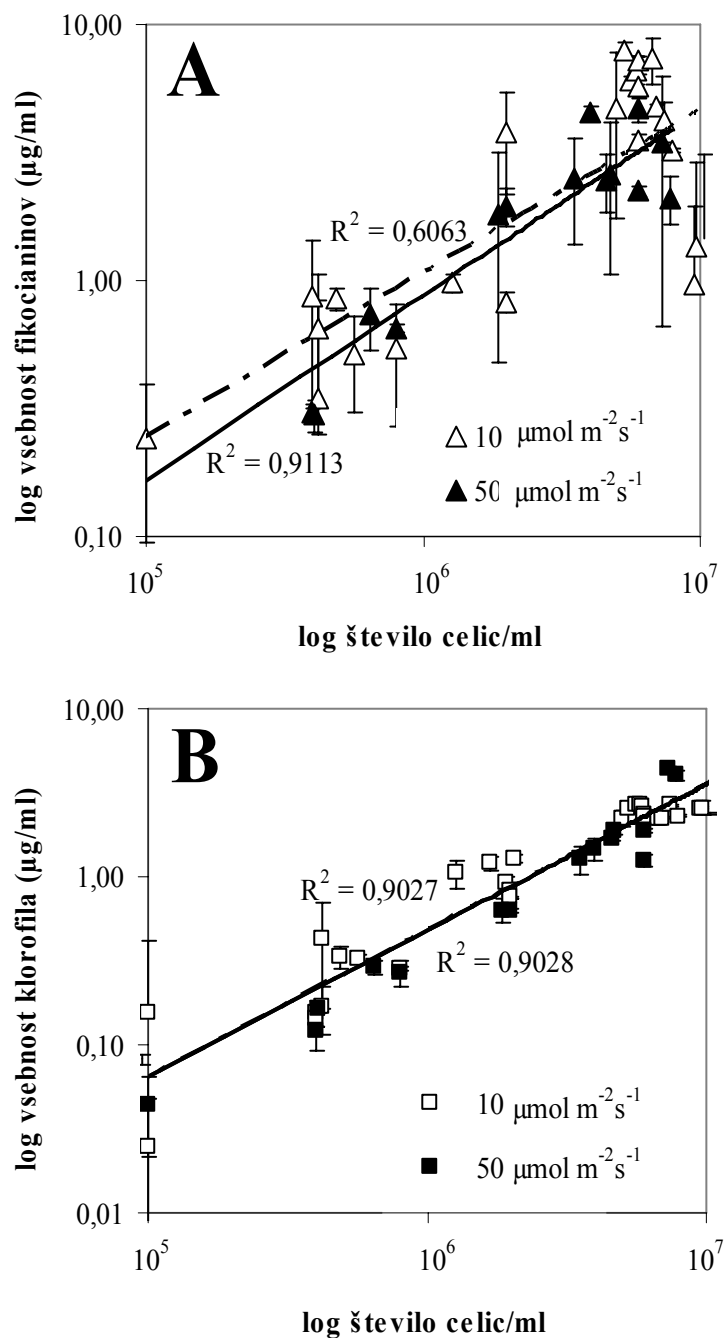 A
10,00
1,00
0,10
log vsebnost fikocianinov (µg/ml)
R² = 0,6063
R² = 0,9113
10 µmol m⁻²s⁻¹
50 µmol m⁻²s⁻¹
10⁵ 10⁶ 10⁷
log število celic/ml
B
10,00
1,00
0,10
0,01
log vsebnost klorofila (µg/ml)
R² = 0,9027
R² = 0,9028
10 µmol m⁻²s⁻¹
50 µmol m⁻²s⁻¹
10⁵ 10⁶ 10⁷
log število celic/ml